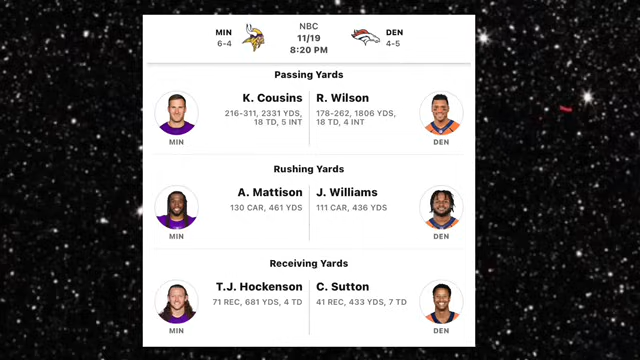 NBC
MIN 11/19 DEN
6-4 8:20 PM 4-5
Passing Yards
K. Cousins R. Wilson
216-311, 2331 YDS, 178-262, 1806 YDS,
18 TD, 5 INT 18 TD, 4 INT
MIN DEN
Rushing Yards
A. Mattison J. Williams
130 CAR, 461 YDS 111 CAR, 436 YDS
MIN DEN
Receiving Yards
T.J. Hockenson C. Sutton
71 REC, 681 YDS, 4 TD 41 REC, 433 YDS, 7 TD
MIN DEN